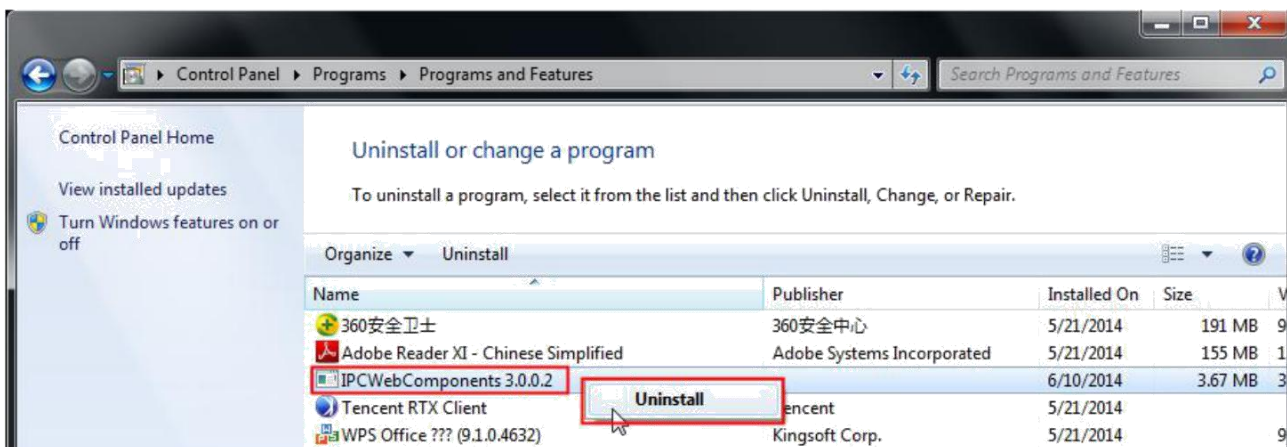 Control Panel ▸ Programs ▸ Programs and Features
Search Programs and Features
Control Panel Home
View installed updates
Turn Windows features on or
off
Uninstall or change a program
To uninstall a program, select it from the list and then click Uninstall, Change, or Repair.
Organize Uninstall
Name Publisher Installed On Size V
360安全卫士 360安全中心 5/21/2014 191 MB 9
Adobe Reader XI - Chinese Simplified Adobe Systems Incorporated 5/21/2014 155 MB 1
IPCWebComponents 3.0.0.2 6/10/2014 3.67 MB 3
Uninstall
Tencent RTX Client encent 5/21/2014
WPS Office ??? (9.1.0.4632) Kingsoft Corp. 5/21/2014 9